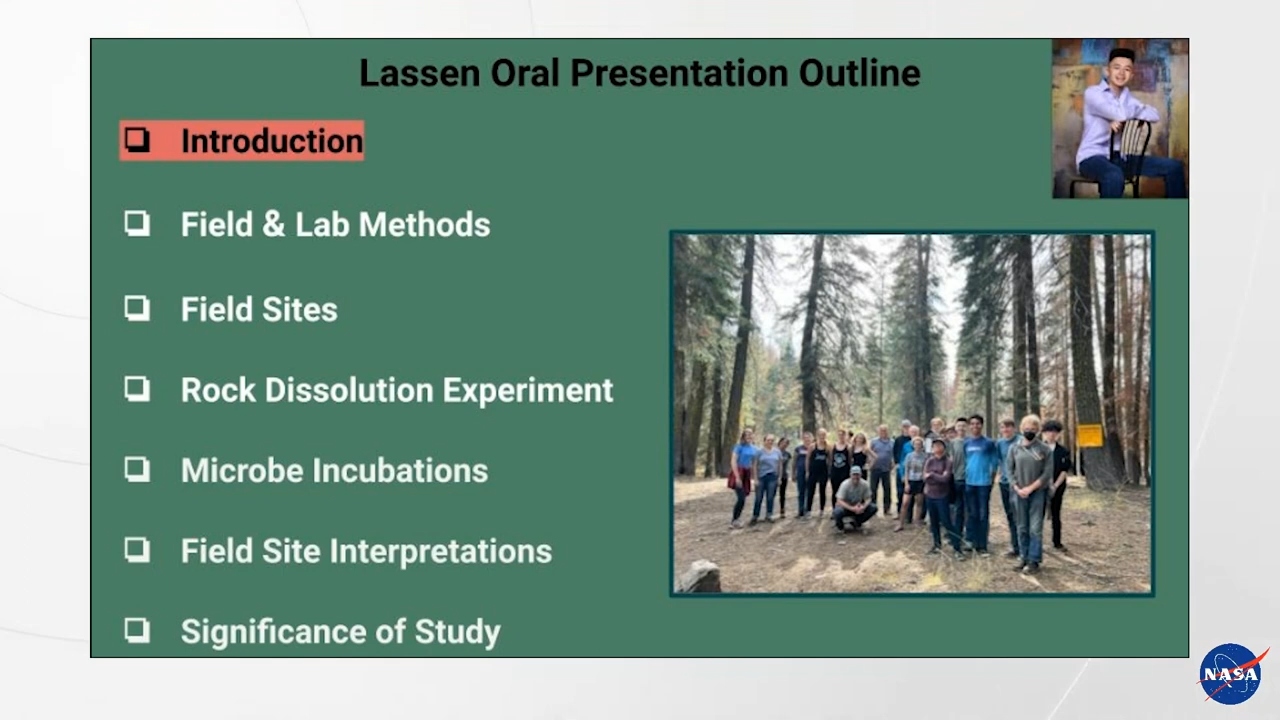 Lassen Oral Presentation Outline
Introduction
Field & Lab Methods
Field Sites
Rock Dissolution Experiment
Microbe Incubations
Field Site Interpretations
Significance of Study
NASA